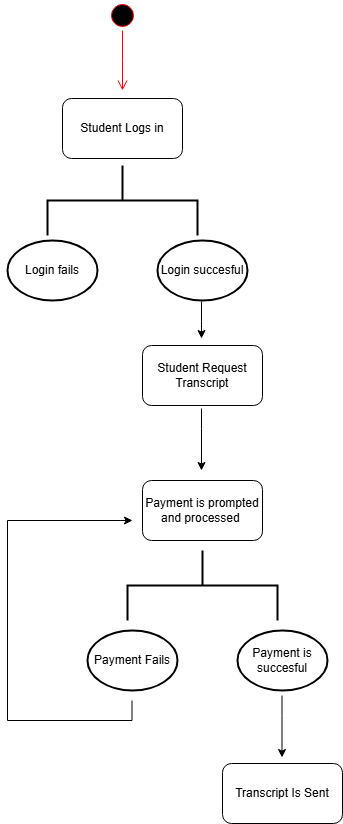 Student Logs in
Login fails
Login succesful
Student Request
Transcript
Payment is prompted
and processed
Payment Fails
Payment is
succesful
Transcript Is Sent